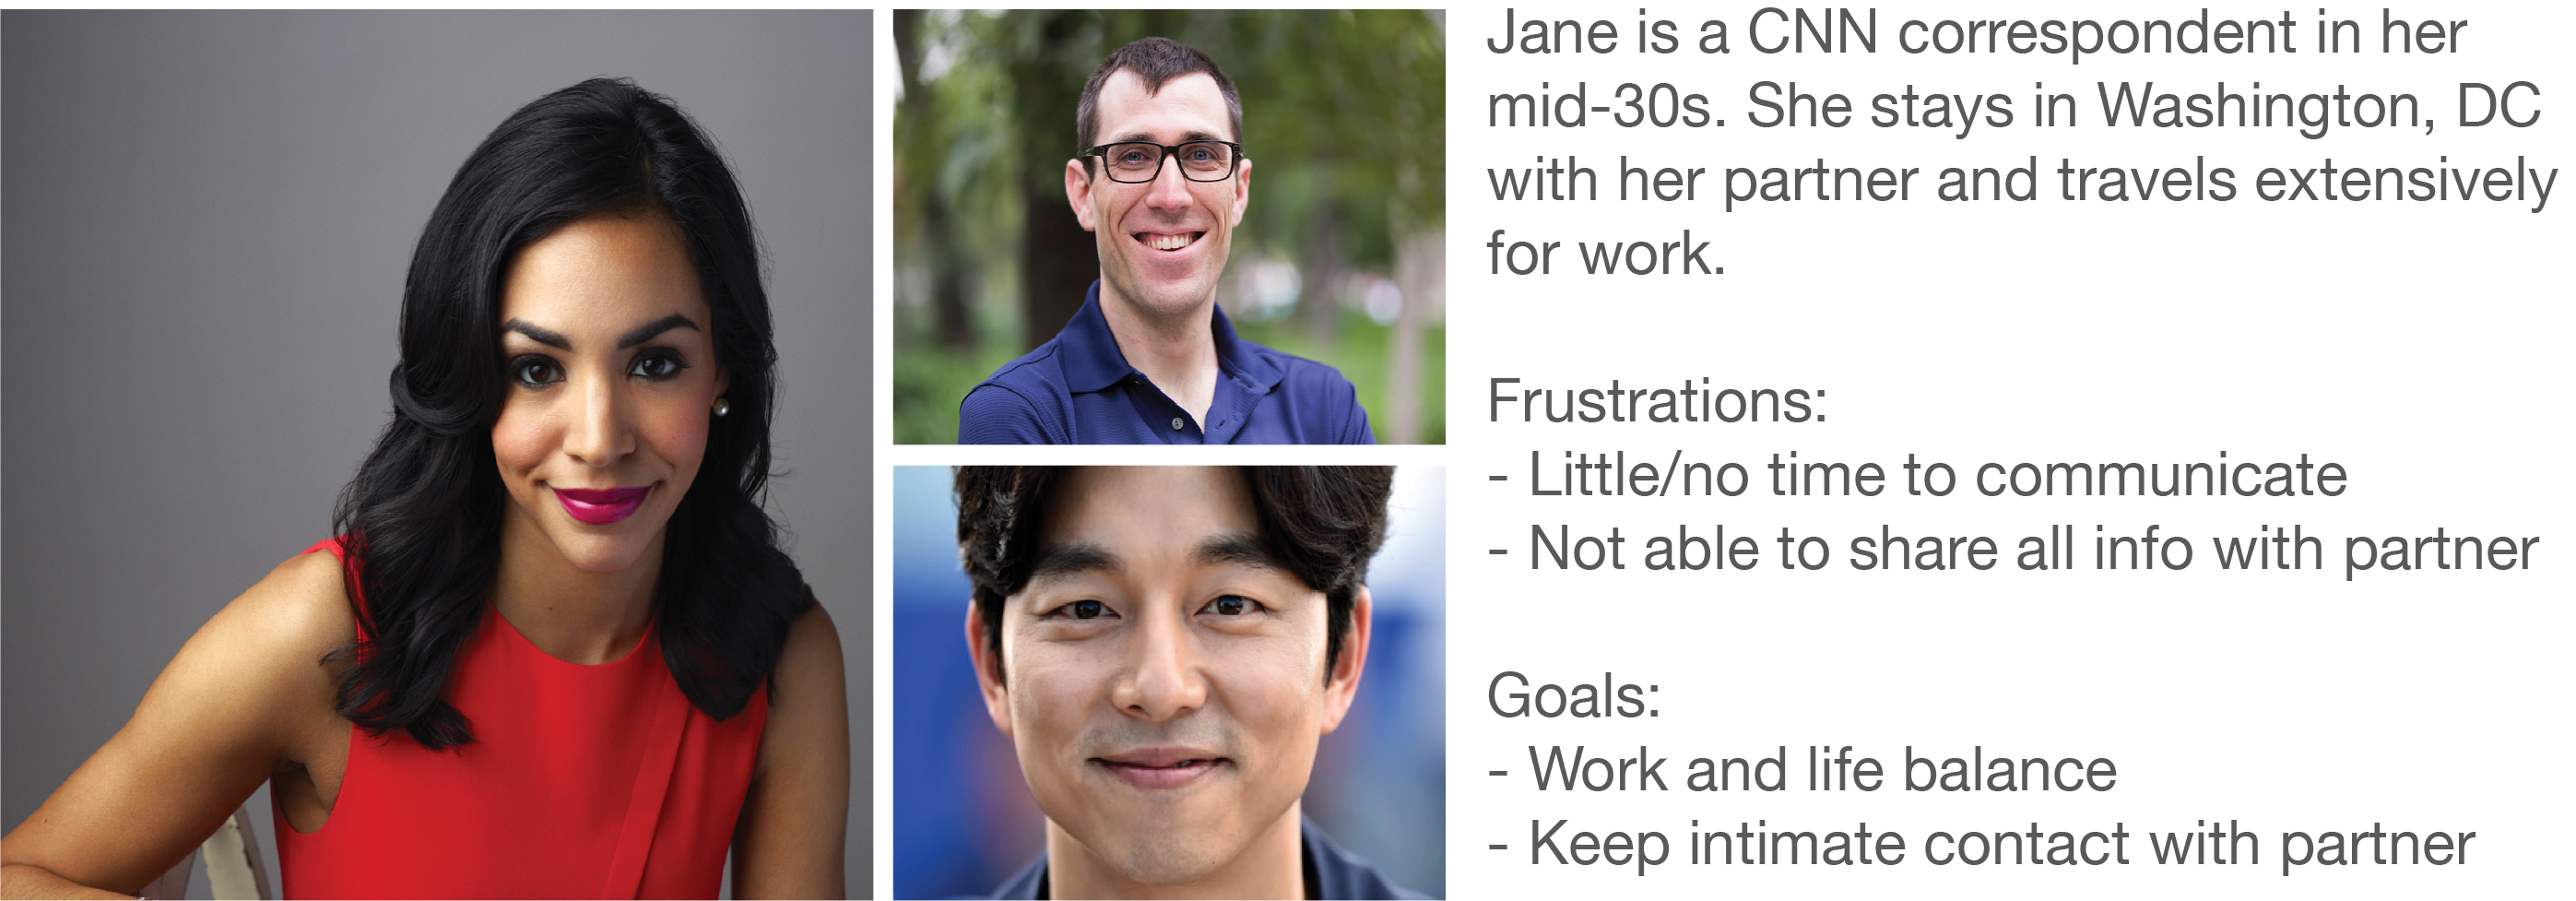 Jane is a CNN correspondent in her
mid-30s. She stays in Washington, DC
with her partner and travels extensively
for work.
Frustrations:
- Little/no time to communicate
- Not able to share all info with partner
Goals:
- Work and life balance
- Keep intimate contact with partner